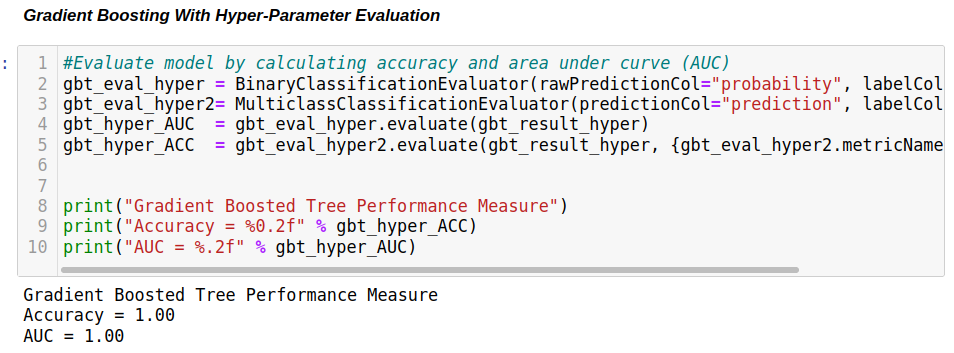 Gradient Boosting With Hyper-Parameter Evaluation
:
1 #Evaluate model by calculating accuracy and area under curve (AUC)
2 gbt_eval_hyper = BinaryClassificationEvaluator(rawPredictionCol="probability", labelCol
3 gbt_eval_hyper2= MulticlassClassificationEvaluator(predictionCol="prediction", labelCol
4 gbt_hyper_AUC  = gbt_eval_hyper.evaluate(gbt_result_hyper)
5 gbt_hyper_ACC  = gbt_eval_hyper2.evaluate(gbt_result_hyper, {gbt_eval_hyper2.metricName
6
7
8 print("Gradient Boosted Tree Performance Measure")
9 print("Accuracy = %0.2f" % gbt_hyper_ACC)
10 print("AUC = %.2f" % gbt_hyper_AUC)
Gradient Boosted Tree Performance Measure
Accuracy = 1.00
AUC = 1.00